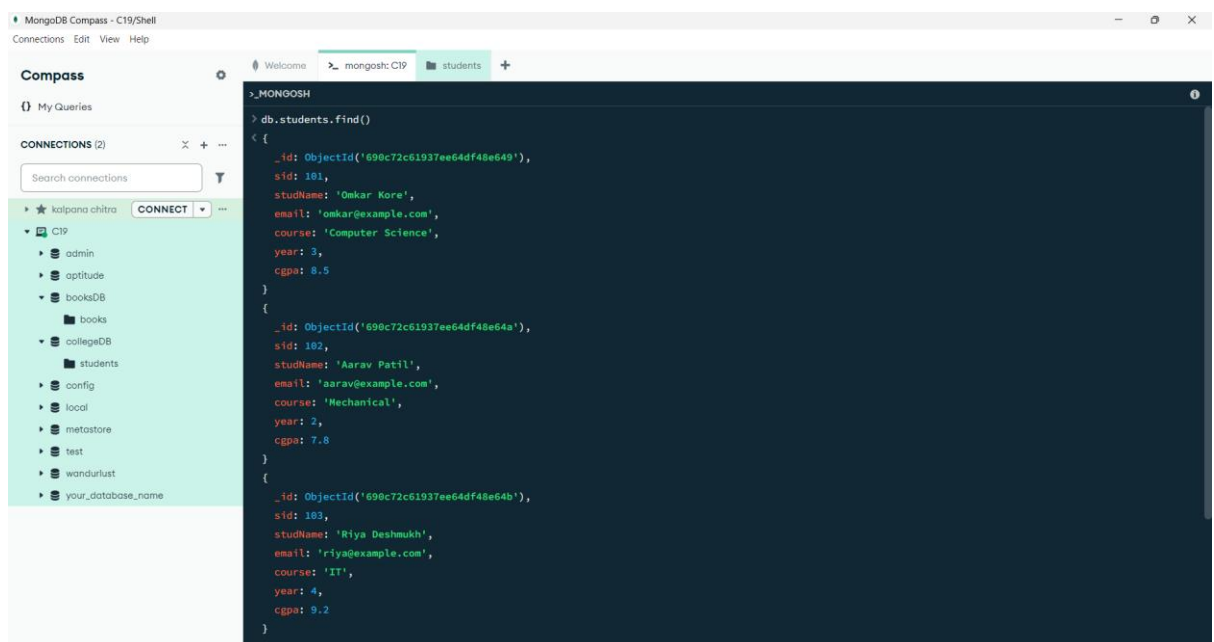 MongoDB Compass - C19/Shell
Connections Edit View Help
Compass
{} My Queries
CONNECTIONS (2)
Search connections
kalpana chitra CONNECT
C19
admin
aptitude
booksDB
books
collegeDB
students
config
local
metastore
test
wandurlust
your_database_name
Welcome >_ mongosh: C19 students +
>_MONGOSH
> db.students.find()
< {
_id: ObjectId('690c72c61937ee64df48e649'),
sid: 101,
studName: 'Omkar Kore',
email: 'omkar@example.com',
course: 'Computer Science',
year: 3,
cgpa: 8.5
}
{
_id: ObjectId('690c72c61937ee64df48e64a'),
sid: 102,
studName: 'Aarav Patil',
email: 'aarav@example.com',
course: 'Mechanical',
year: 2,
cgpa: 7.8
}
{
_id: ObjectId('690c72c61937ee64df48e64b'),
sid: 103,
studName: 'Riya Deshmukh',
email: 'riya@example.com',
course: 'IT',
year: 4,
cgpa: 9.2
}